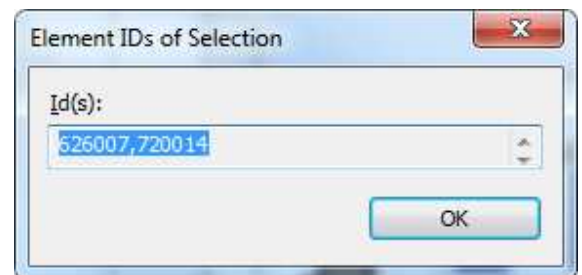 Element IDs of Selection
Id(s):
626007,720014
OK